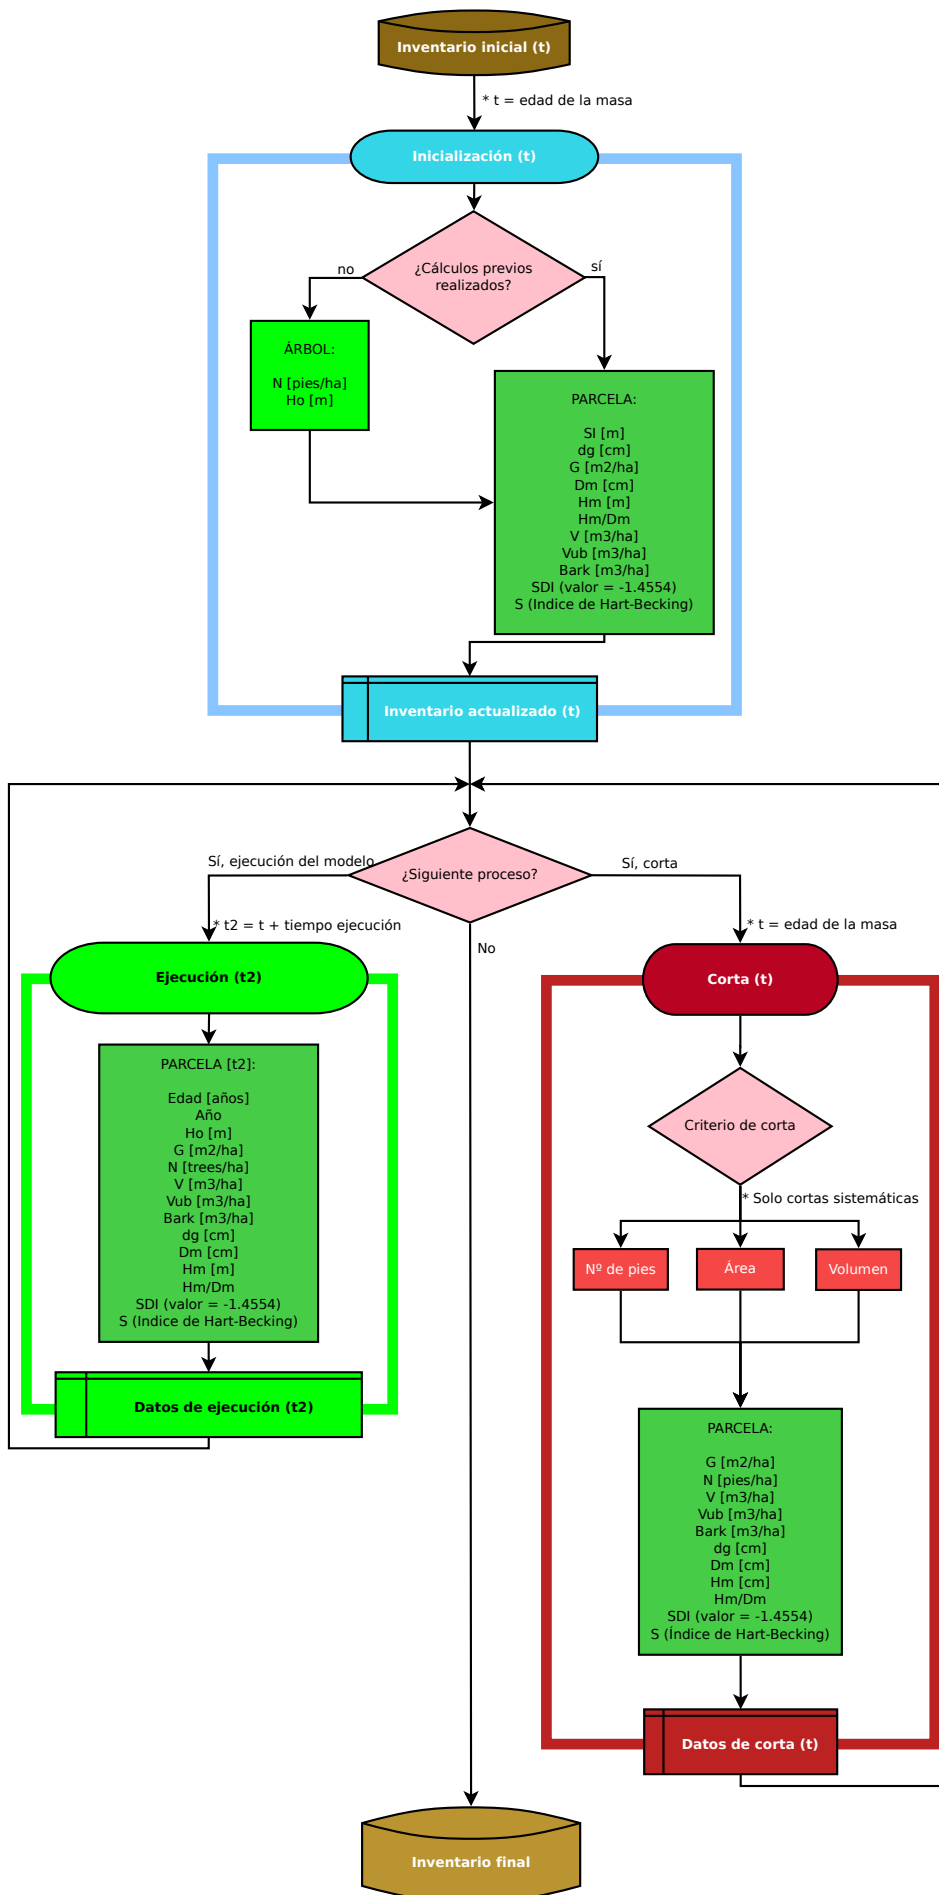 Inventario inicial (t)
* t = edad de la masa
Inicialización (t)
¿Cálculos previos
realizados?
no
sí
ÁRBOL:
N [pies/ha]
Ho [m]
PARCELA:
SI [m]
dg [cm]
G [m2/ha]
Dm [cm]
Hm [m]
Hm/Dm
V [m3/ha]
Vub [m3/ha]
Bark [m3/ha]
SDI (valor = -1.4554)
S (Indice de Hart-Becking)
Inventario actualizado (t)
¿Siguiente proceso?
Sí, ejecución del modelo
Sí, corta
No
* t2 = t + tiempo ejecución
* t = edad de la masa
Ejecución (t2)
PARCELA [t2]:
Edad [años]
Año
Ho [m]
G [m2/ha]
N [trees/ha]
V [m3/ha]
Vub [m3/ha]
Bark [m3/ha]
dg [cm]
Dm [cm]
Hm [m]
Hm/Dm
SDI (valor = -1.4554)
S (Indice de Hart-Becking)
Datos de ejecución (t2)
Corta (t)
Criterio de corta
* Solo cortas sistemáticas
Nº de pies
Área
Volumen
PARCELA:
G [m2/ha]
N [pies/ha]
V [m3/ha]
Vub [m3/ha]
Bark [m3/ha]
dg [cm]
Dm [cm]
Hm [cm]
Hm/Dm
SDI (valor = -1.4554)
S (Índice de Hart-Becking)
Datos de corta (t)
Inventario final